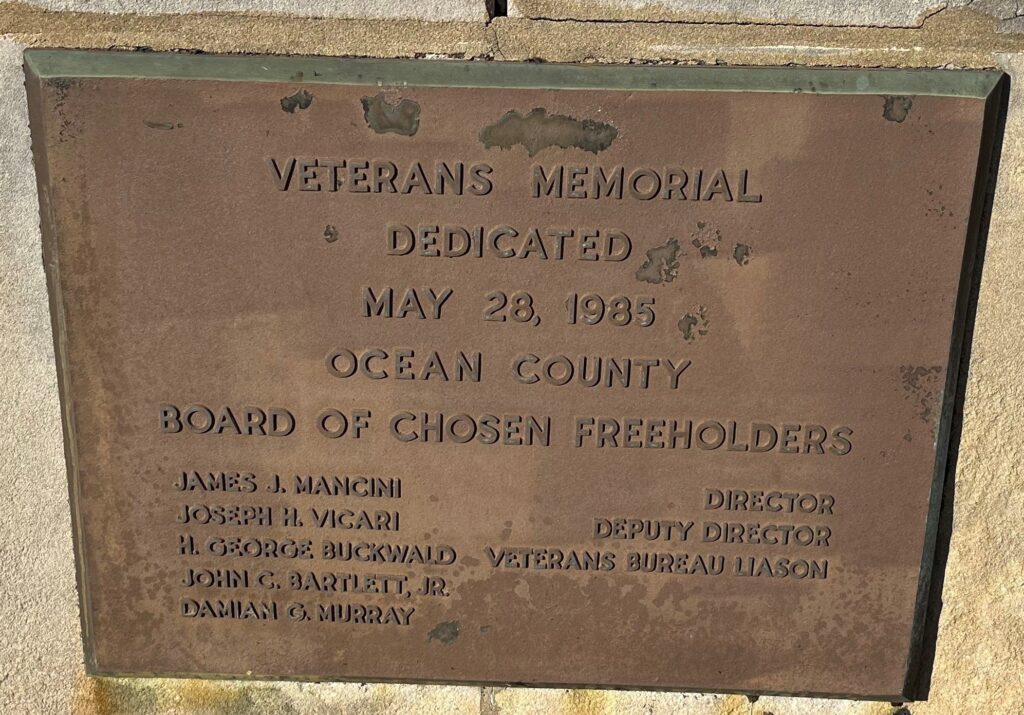 VETERANS MEMORIAL
DEDICATED
MAY 28, 1985
OCEAN COUNTY
BOARD OF CHOSEN FREEHOLDERS
JAMES J. MANCINI DIRECTOR
JOSEPH H. VICARI DEPUTY DIRECTOR
H. GEORGE BUCKWALD VETERANS BUREAU LIASON
JOHN C. BARTLETT, JR.
DAMIAN G. MURRAY